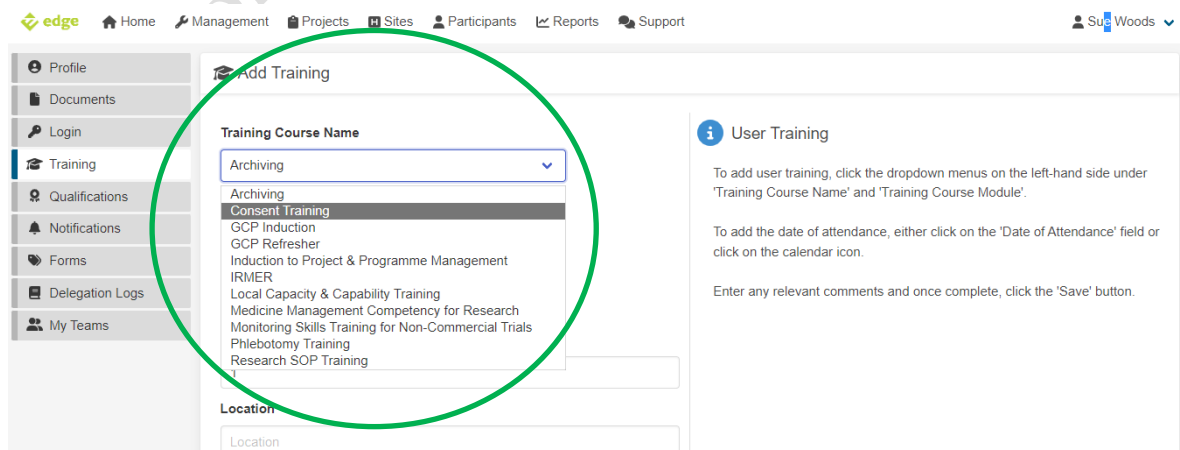 edge Home Management Projects Sites Participants Reports Support Sue Woods
Profile
Documents
Login
Training
Qualifications
Notifications
Forms
Delegation Logs
My Teams
Add Training
Training Course Name
Archiving
Archiving
Consent Training
GCP Induction
GCP Refresher
Induction to Project & Programme Management
IRMER
Local Capacity & Capability Training
Medicine Management Competency for Research
Monitoring Skills Training for Non-Commercial Trials
Phlebotomy Training
Research SOP Training
Location
Location
User Training
To add user training, click the dropdown menus on the left-hand side under
'Training Course Name' and 'Training Course Module'.
To add the date of attendance, either click on the 'Date of Attendance' field or
click on the calendar icon.
Enter any relevant comments and once complete, click the 'Save' button.